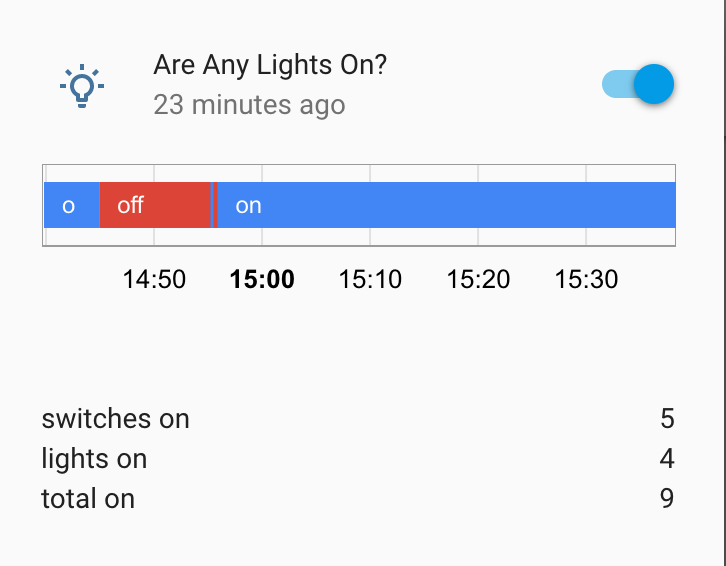 Are Any Lights On?
23 minutes ago
o off on
14:50 15:00 15:10 15:20 15:30
switches on 5
lights on 4
total on 9